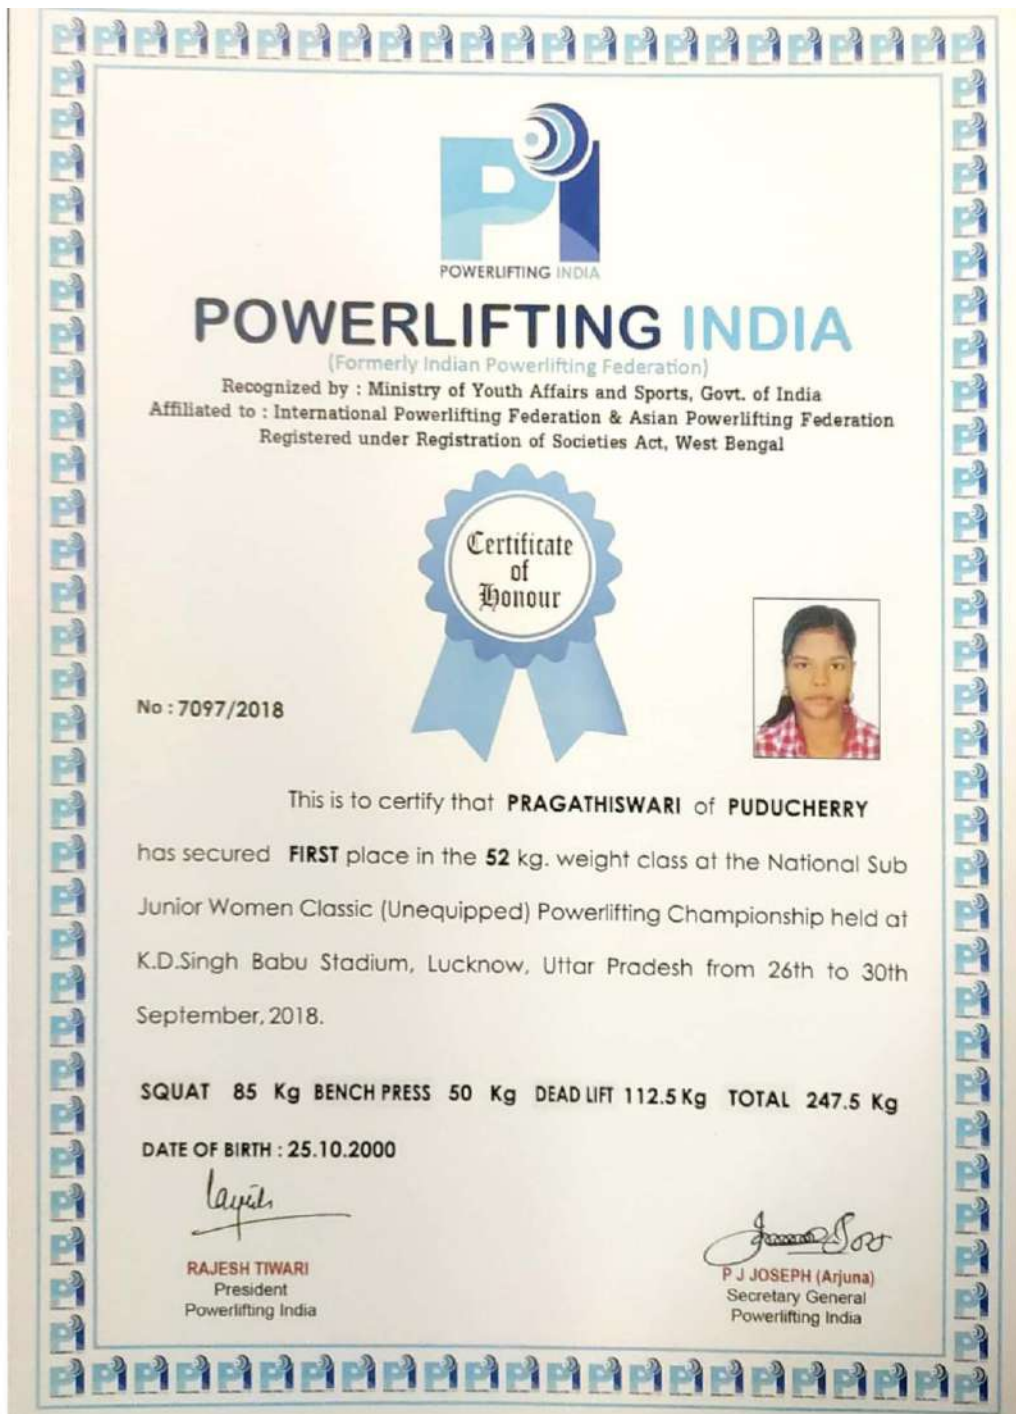 POWERLIFTING INDIA
POWERLIFTING INDIA
(Formerly Indian Powerlifting Federation)
Recognized by : Ministry of Youth Affairs and Sports, Govt. of India
Affiliated to : International Powerlifting Federation & Asian Powerlifting Federation
Registered under Registration of Societies Act, West Bengal
Certificate
of
Honour
No : 7097/2018
This is to certify that PRAGATHISWARI of PUDUCHERRY
has secured FIRST place in the 52 kg. weight class at the National Sub
Junior Women Classic (Unequipped) Powerlifting Championship held at
K.D.Singh Babu Stadium, Lucknow, Uttar Pradesh from 26th to 30th
September, 2018.
SQUAT 85 Kg BENCH PRESS 50 Kg DEAD LIFT 112.5 Kg TOTAL 247.5 Kg
DATE OF BIRTH : 25.10.2000
RAJESH TIWARI
President
Powerlifting India
P J JOSEPH (Arjuna)
Secretary General
Powerlifting India